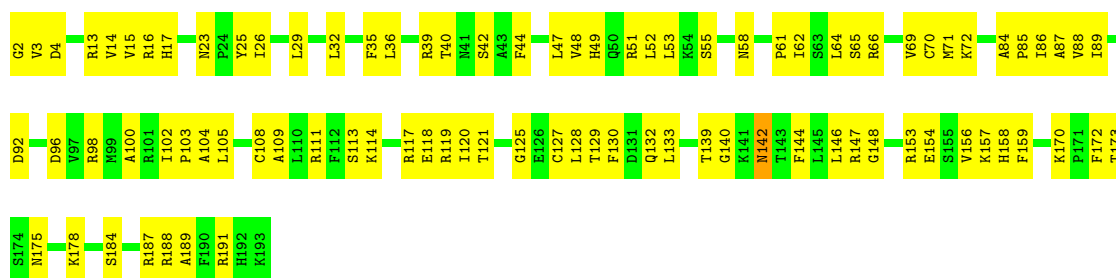 G2 V3 D4 R13 V14 V15 R16 H17 N23 P24 Y25 I26 L29 L32 F35 L36 R39 T40 N41 S42 A43 F44 L47 V48 H49 Q50 R51 L52 L53 K54 S55 N58 P61 I62 S63 L64 S65 R66 V69 C70 M71 K72 A84 P85 I86 A87 V88 I89
D92 D96 V97 R98 M99 A100 R101 I102 P103 A104 L105 C108 A109 L110 R111 F112 S113 K114 R117 E118 R119 I120 T121 G125 E126 C127 L128 T129 F130 D131 Q132 L133 T139 G140 K141 N142 T143 F144 L145 L146 R147 G148 R153 E154 S155 V156 K157 H158 F159 K170 P171 F172 T173
S174 N175 K178 S184 R187 R188 A189 F190 R191 H192 K193